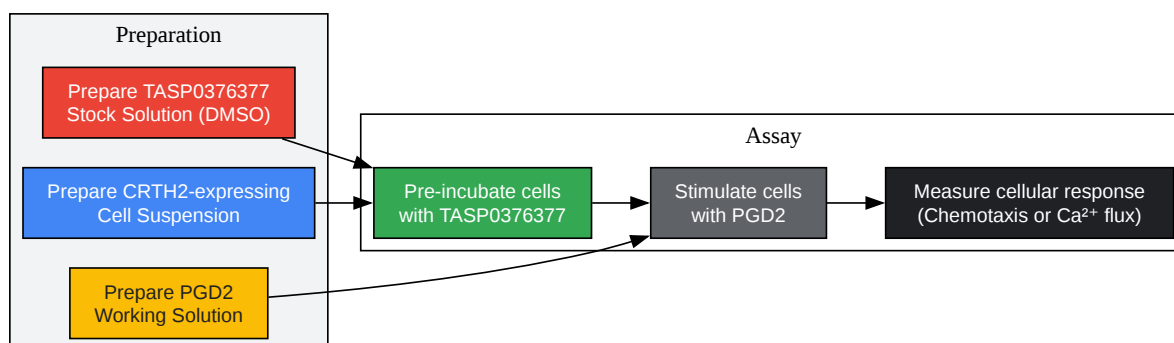 Preparation
Prepare TASP0376377
Stock Solution (DMSO)
Prepare CRTH2-expressing
Cell Suspension
Prepare PGD2
Working Solution
Assay
Pre-incubate cells
with TASP0376377
Stimulate cells
with PGD2
Measure cellular response
(Chemotaxis or Ca²⁺ flux)